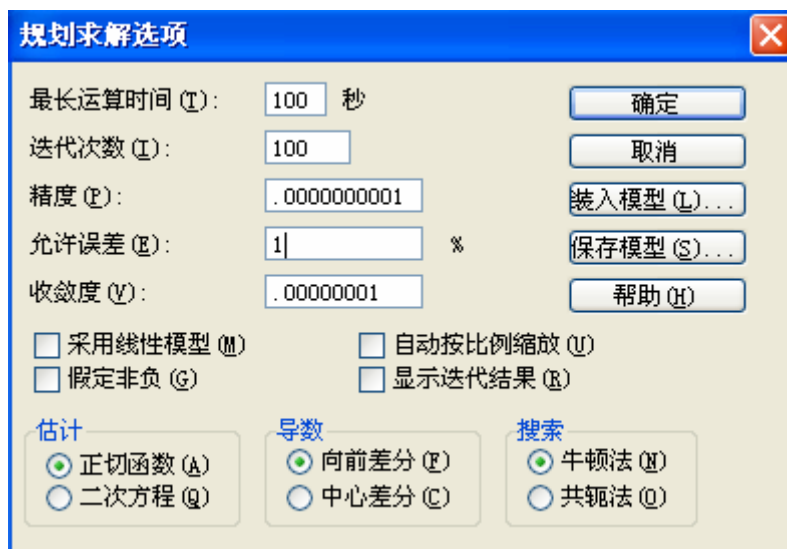 规划求解选项
最长运算时间(T): 100 秒 确定
迭代次数(I): 100 取消
精度(P): .0000000001 装入模型(L)...
允许误差(E): 1 % 保存模型(S)...
收敛度(V): .00000001 帮助(H)
采用线性模型(M) 自动按比例缩放(U)
假定非负(G) 显示迭代结果(R)
估计 导数 搜索
正切函数(A) 向前差分(F) 牛顿法(N)
二次方程(Q) 中心差分(C) 共轭法(O)